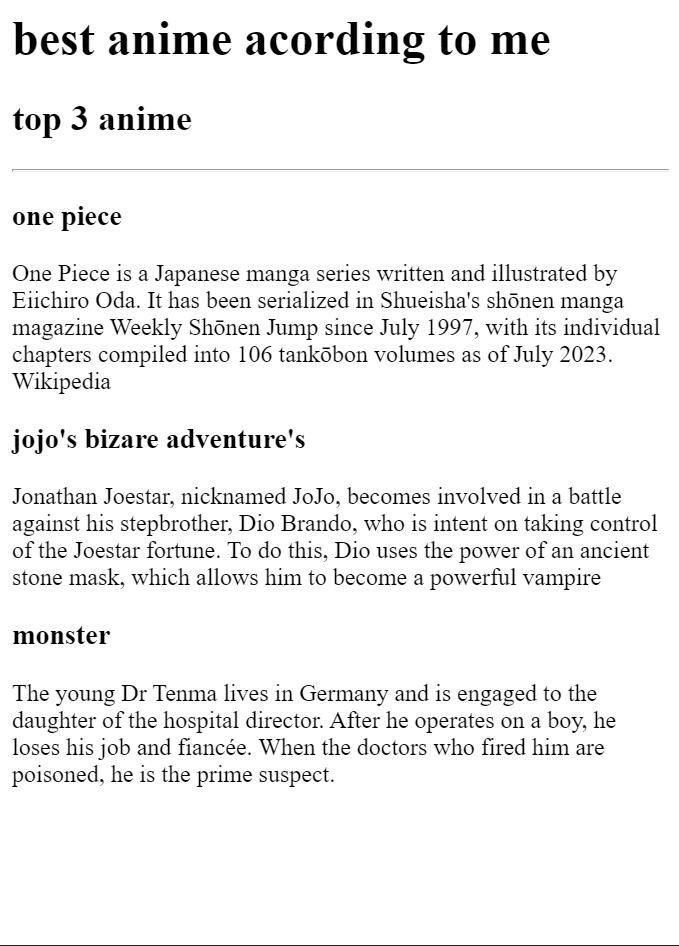 best anime acording to me
top 3 anime
one piece
One Piece is a Japanese manga series written and illustrated by
Eiichiro Oda. It has been serialized in Shueisha's shōnen manga
magazine Weekly Shōnen Jump since July 1997, with its individual
chapters compiled into 106 tankōbon volumes as of July 2023.
Wikipedia
jojo's bizare adventure's
Jonathan Joestar, nicknamed JoJo, becomes involved in a battle
against his stepbrother, Dio Brando, who is intent on taking control
of the Joestar fortune. To do this, Dio uses the power of an ancient
stone mask, which allows him to become a powerful vampire
monster
The young Dr Tenma lives in Germany and is engaged to the
daughter of the hospital director. After he operates on a boy, he
loses his job and fiancée. When the doctors who fired him are
poisoned, he is the prime suspect.